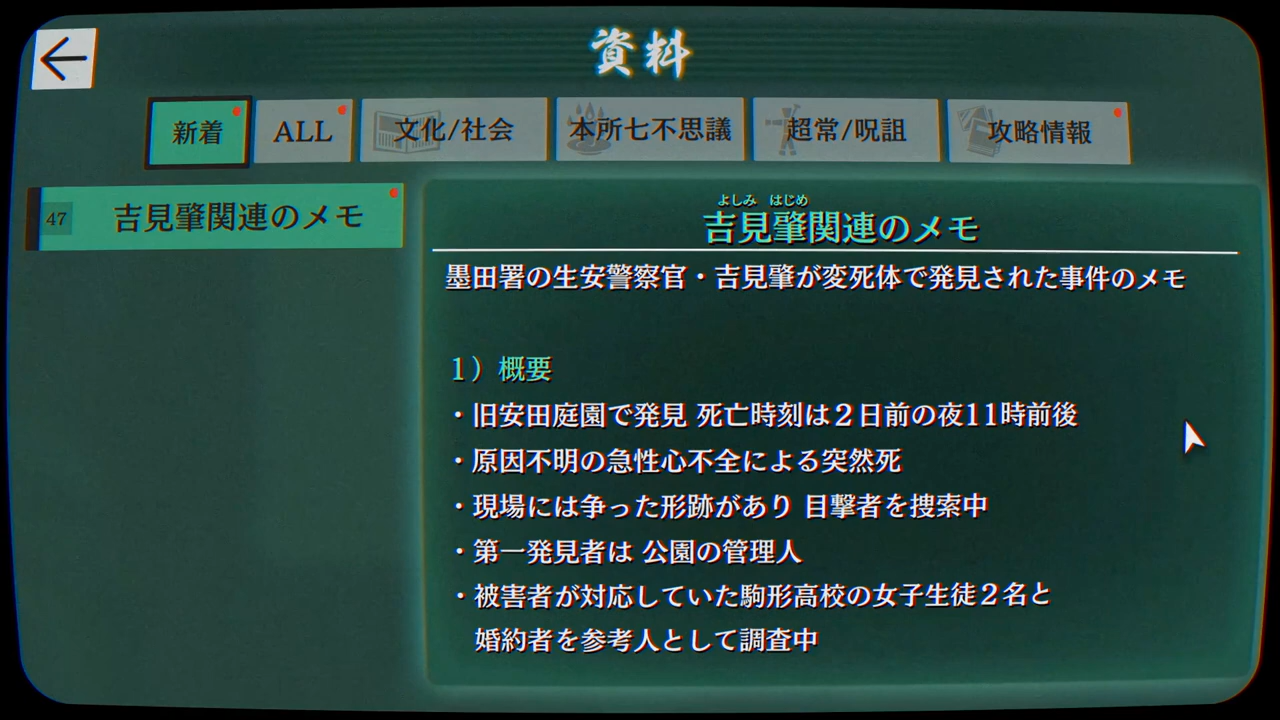 資料
新着
ALL
文化/社会
本所七不思議
超常/呪詛
攻略情報
47
吉見肇関連のメモ
よしみ はじめ
吉見肇関連のメモ
墨田署の生安警察官・吉見肇が変死体で発見された事件のメモ
１）概要
・旧安田庭園で発見 死亡時刻は２日前の夜11時前後
・原因不明の急性心不全による突然死
・現場には争った形跡があり 目撃者を捜索中
・第一発見者は 公園の管理人
・被害者が対応していた駒形高校の女子生徒２名と
婚約者を参考人として調査中